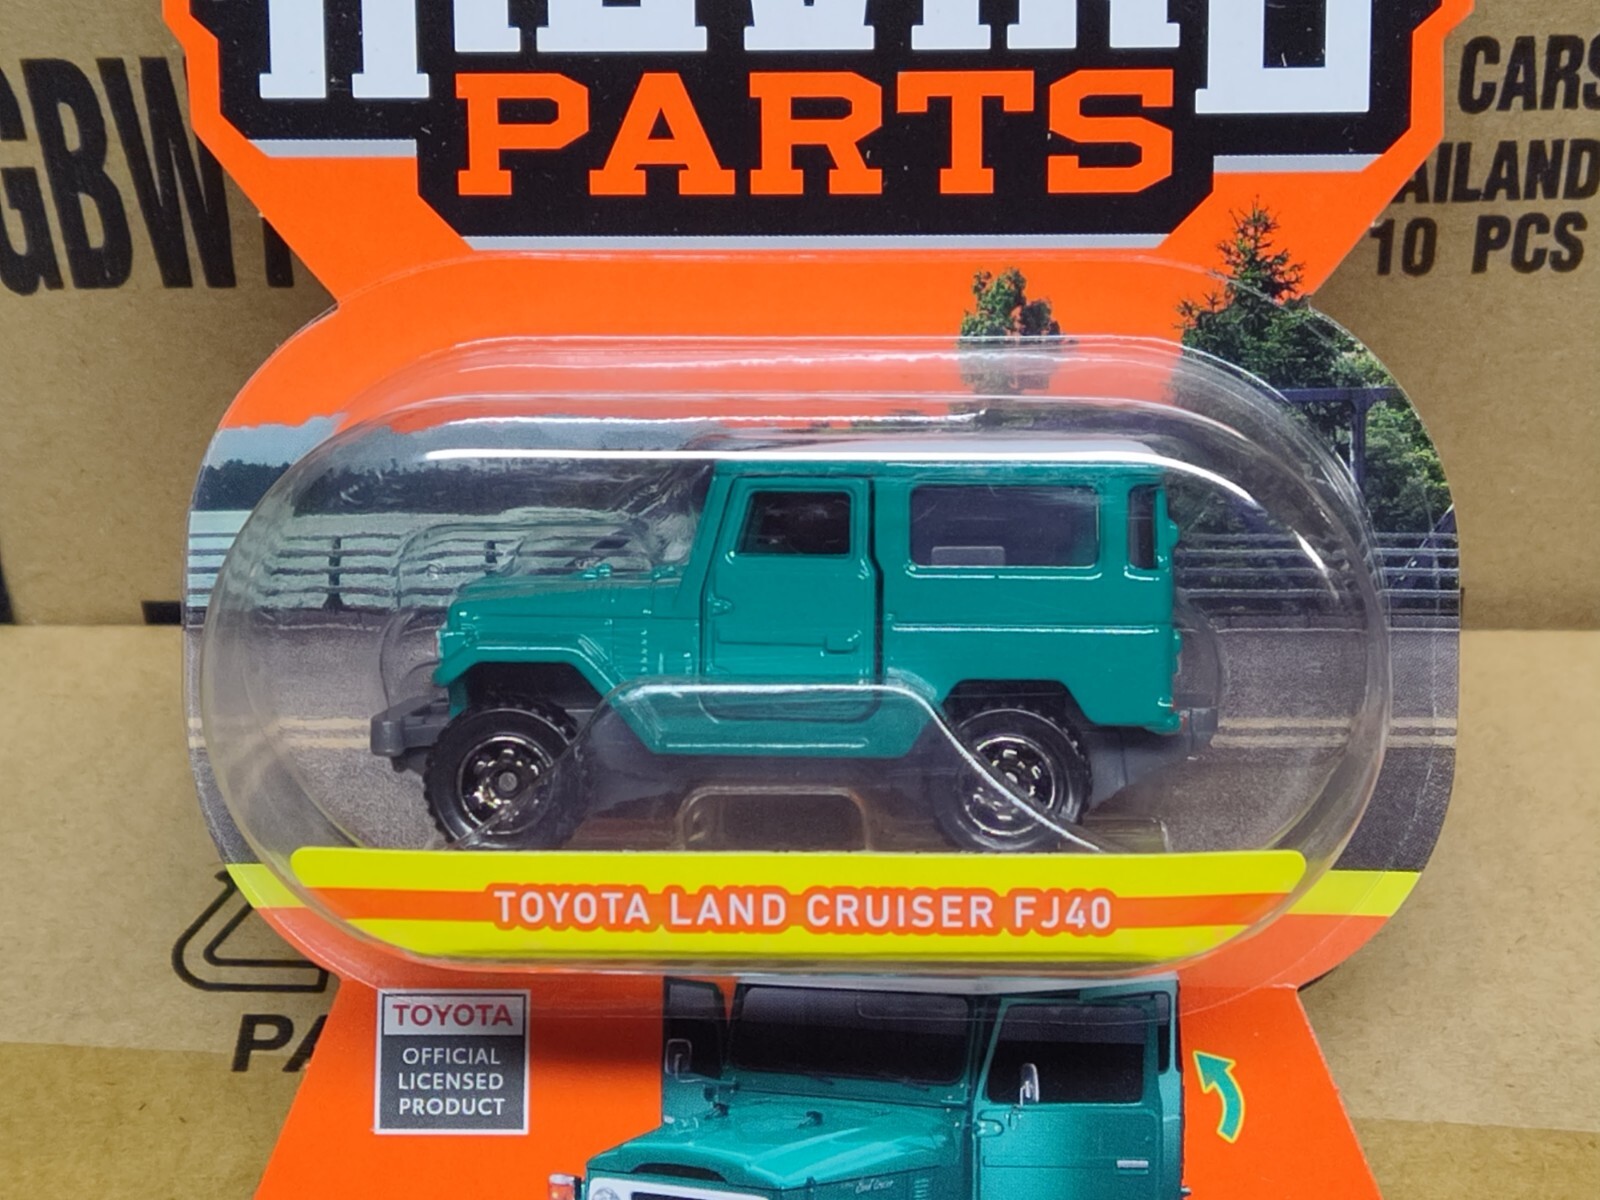 PARTS
CARS
AILAND
10 PCS
GBW
TOYOTA LAND CRUISER FJ40
TOYOTA
OFFICIAL
LICENSED
PRODUCT
PA